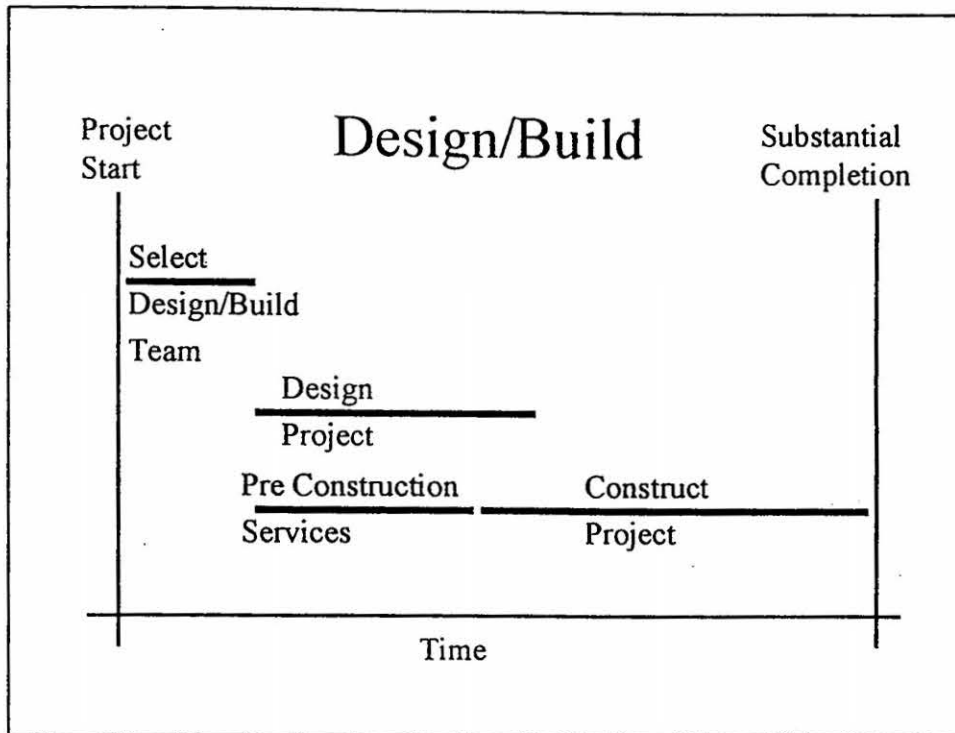 Project
Start
Design/Build
Substantial
Completion
Select
Design/Build
Team
Design
Project
Pre Construction
Services
Construct
Project
Time